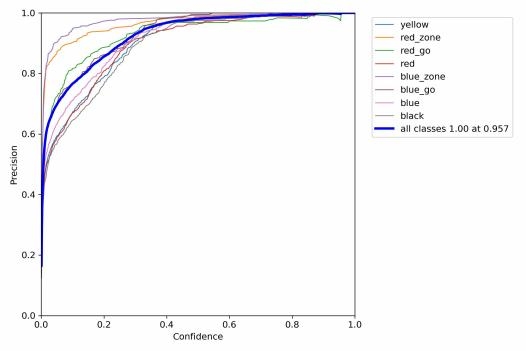 1.0
0.8
0.6
0.4
0.2
0.0
0.0 0.2 0.4 0.6 0.8 1.0
Precision
Confidence
yellow
red_zone
red_go
red
blue_zone
blue_go
blue
black
all classes 1.00 at 0.957